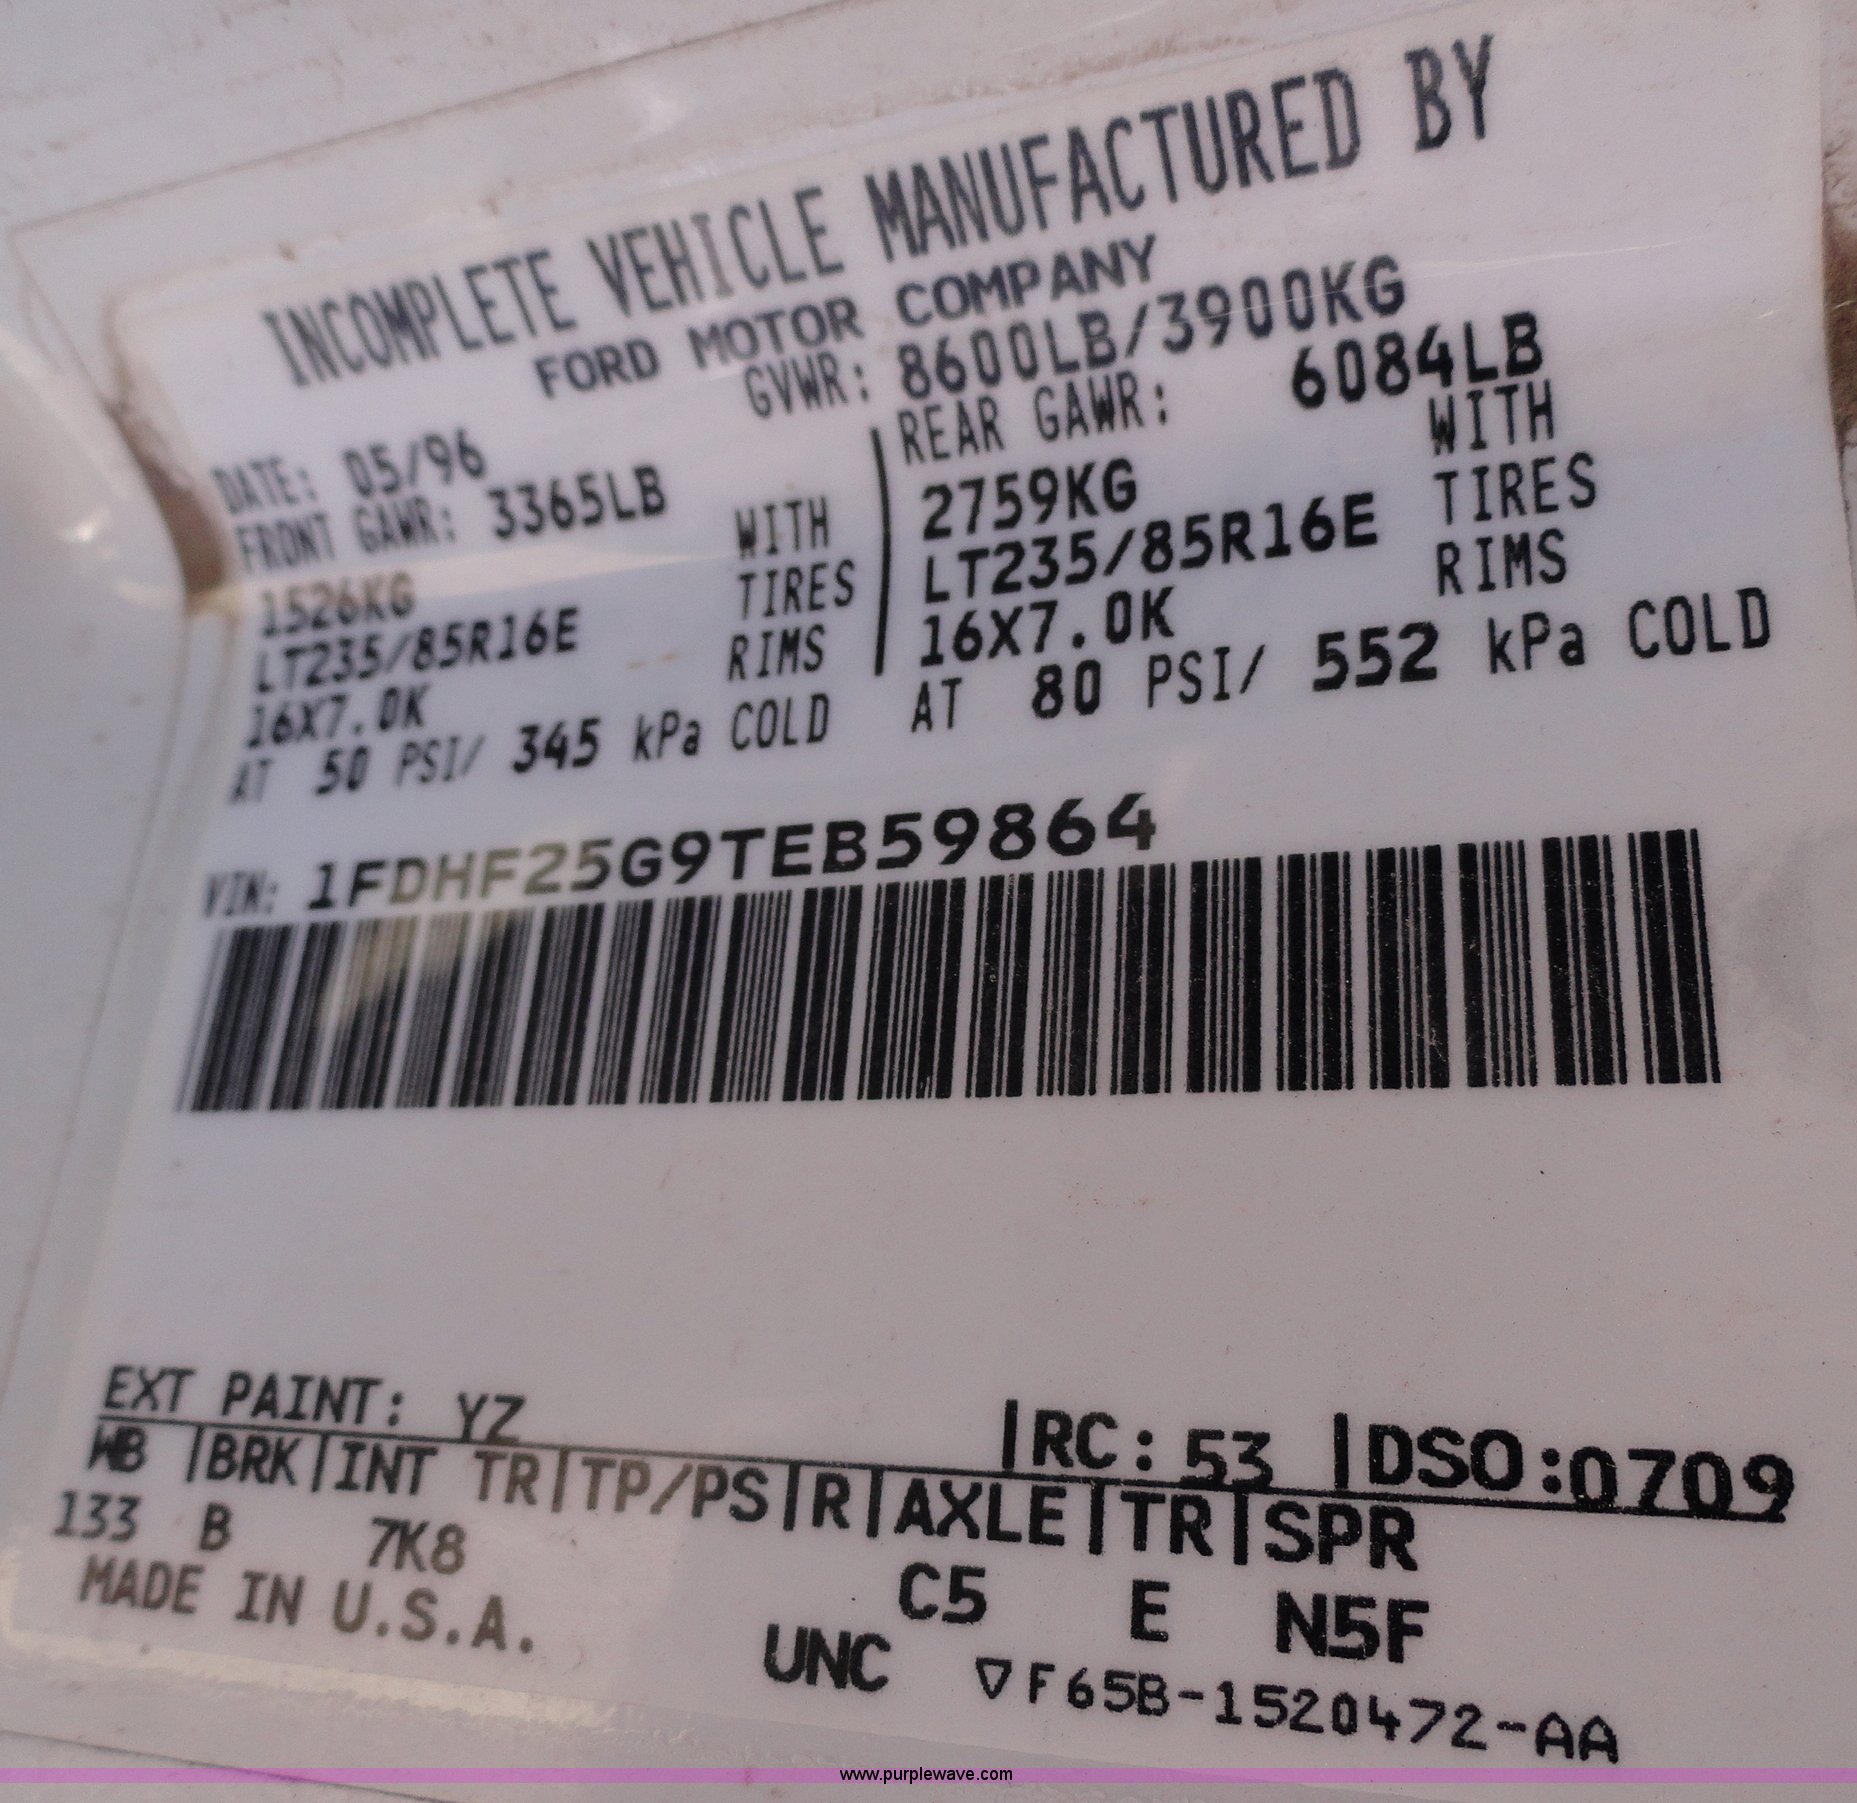 INCOMPLETE VEHICLE MANUFACTURED BY
FORD MOTOR COMPANY
GVWR: 8600LB/3900KG
DATE: 05/96
FRONT GAWR: 3365LB WITH
1526KG TIRES
LT235/85R16E RIMS
16X7.0K
AT 50 PSI/ 345 kPa COLD
REAR GAWR: 6084LB
2759KG WITH
LT235/85R16E TIRES
16X7.0K RIMS
AT 80 PSI/ 552 kPa COLD
VIN: 1FDHF25G9TEB59864
EXT PAINT: YZ |RC: 53 |DSO:0709
WB |BRK|INT TR|TP/PS|R|AXLE|TR|SPR
133 B 7K8 C5 E N5F
MADE IN U.S.A.
UNC ▽F65B-1520472-AA
www.purplewave.com